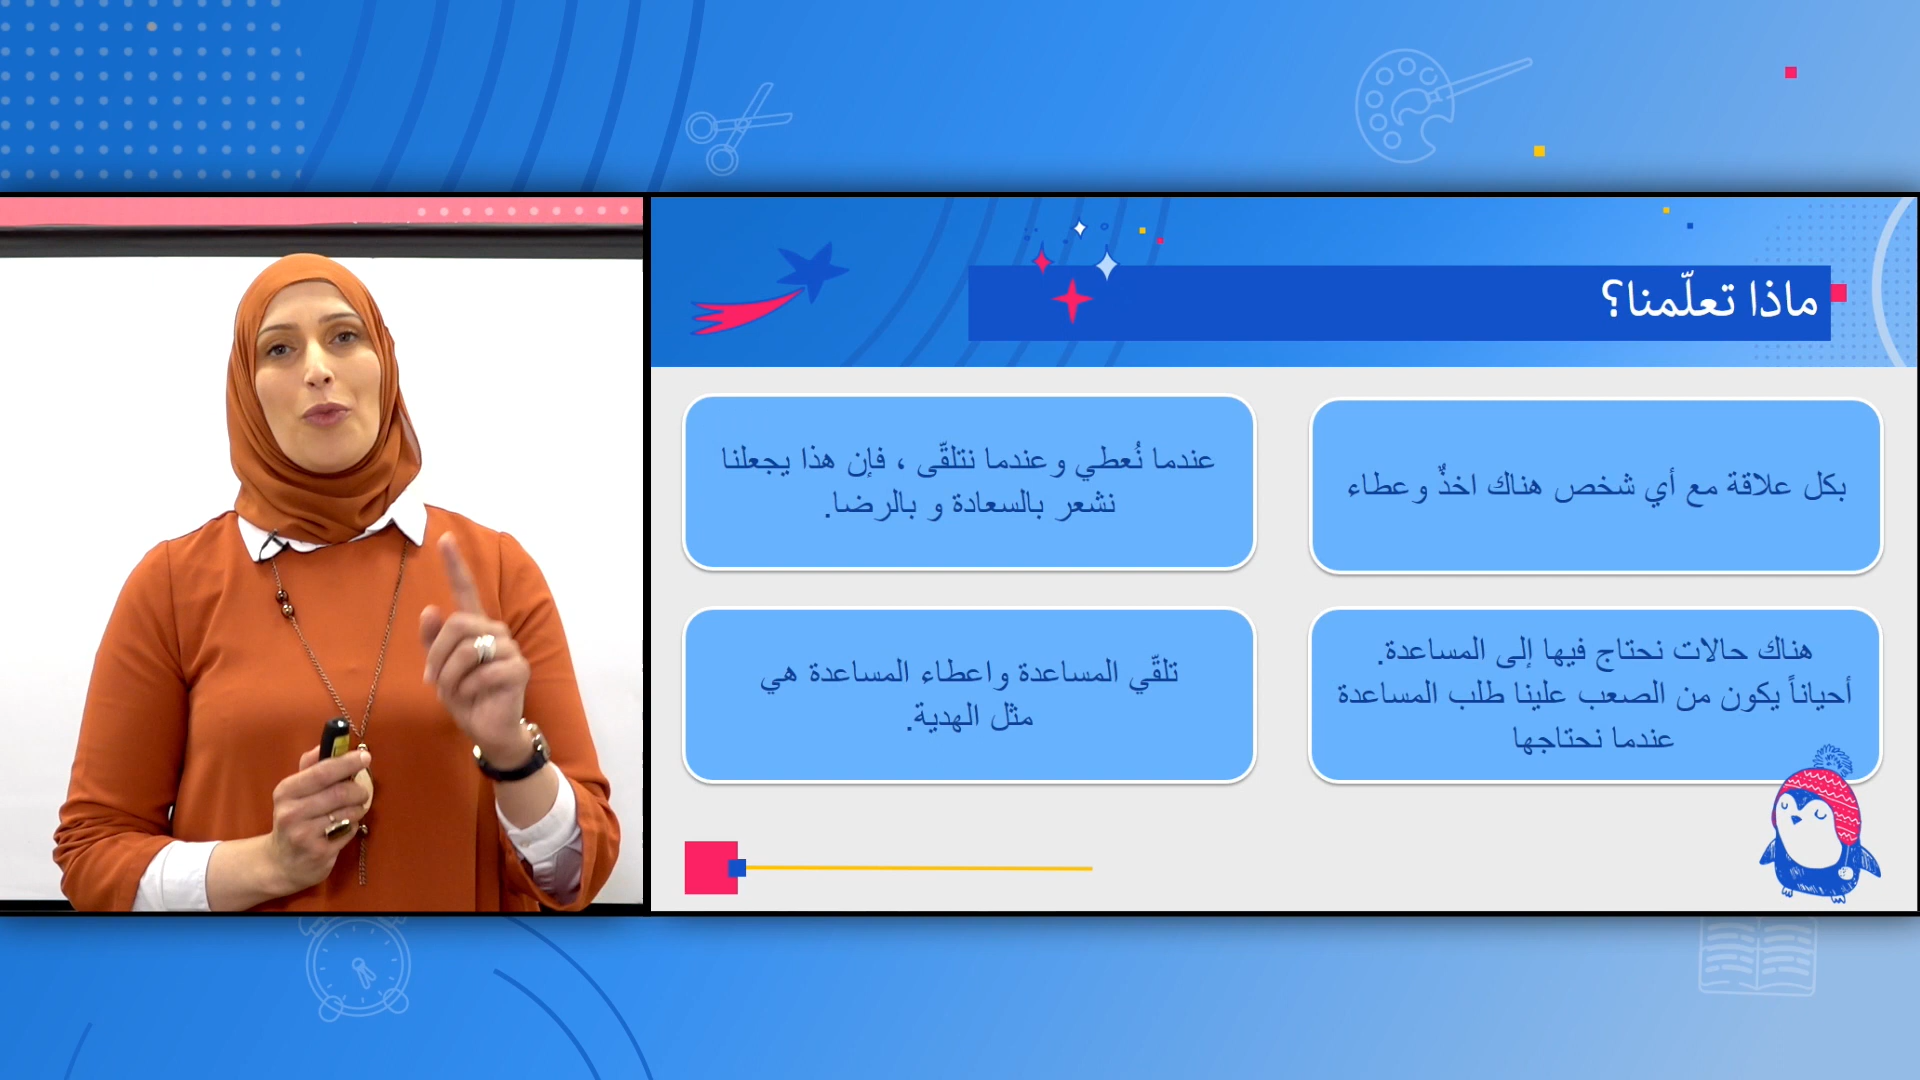 ماذا تعلّمنا؟
بكل علاقة مع أي شخص هناك اخذٌ وعطاء
عندما نُعطي وعندما نتلقّى ، فإن هذا يجعلنا
نشعر بالسعادة و بالرضا.
هناك حالات نحتاج فيها إلى المساعدة.
أحياناً يكون من الصعب علينا طلب المساعدة
عندما نحتاجها
تلقّي المساعدة واعطاء المساعدة هي
مثل الهدية.